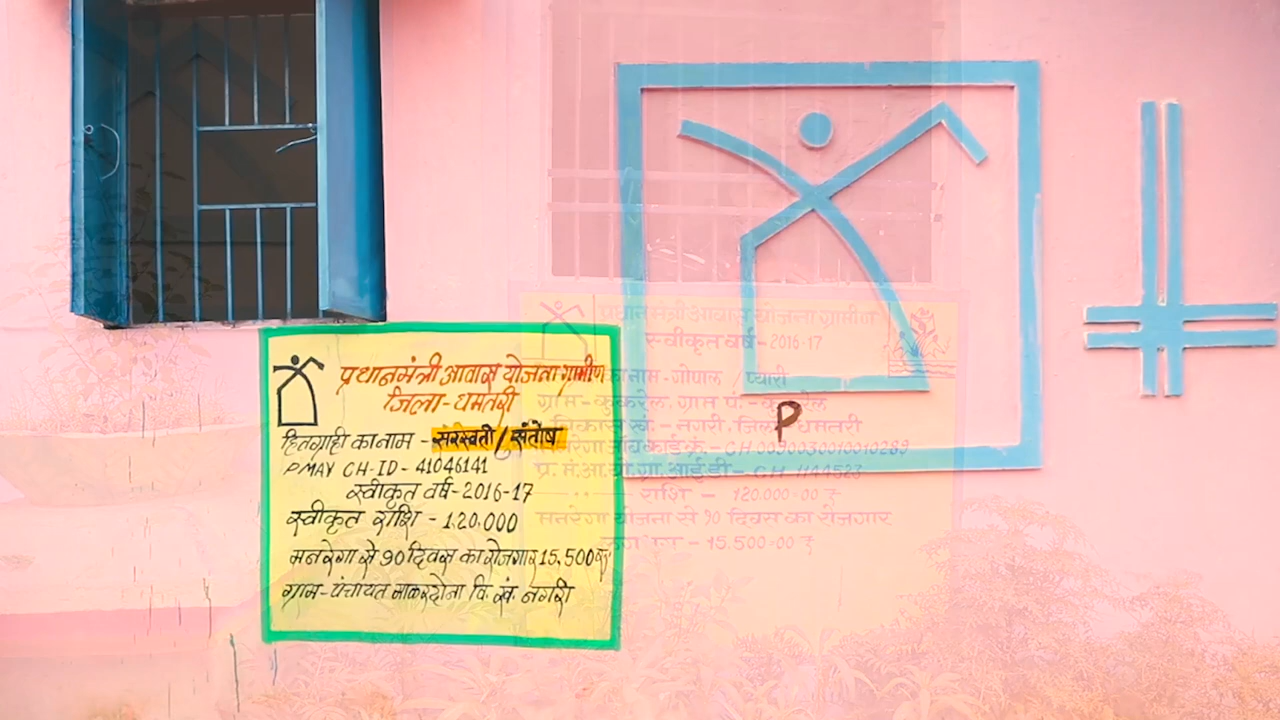 प्रधानमंत्री आवास योजना ग्रामीण
जिला-धमतरी
हितग्राही का नाम - सरस्वती / संतोष
PMAY CH-ID - 41046141
स्वीकृत वर्ष-2016-17
स्वीकृत राशि - 1,20,000
मनरेगा से 90 दिवस का रोजगार 15,500 रु
ग्राम-पंचायत वि. खं. नगरी
प्रधानमंत्री आवास योजना ग्रामीण
स्वीकृत वर्ष-2016-17
का नाम - गोपाल / प्यारी
ग्राम-कुकरेल, ग्राम पं.-कुकरेल
विकास खं. - नगरी, जिला धमतरी
मनरेगा जॉब कार्ड क्रं.- CH
प्र. मं. आ. यो. ग्रा. आई. डी - CH 1144523
राशि - 120,000=00 ₹
मनरेगा योजना से 90 दिवस का रोजगार
15,500=00 ₹
P